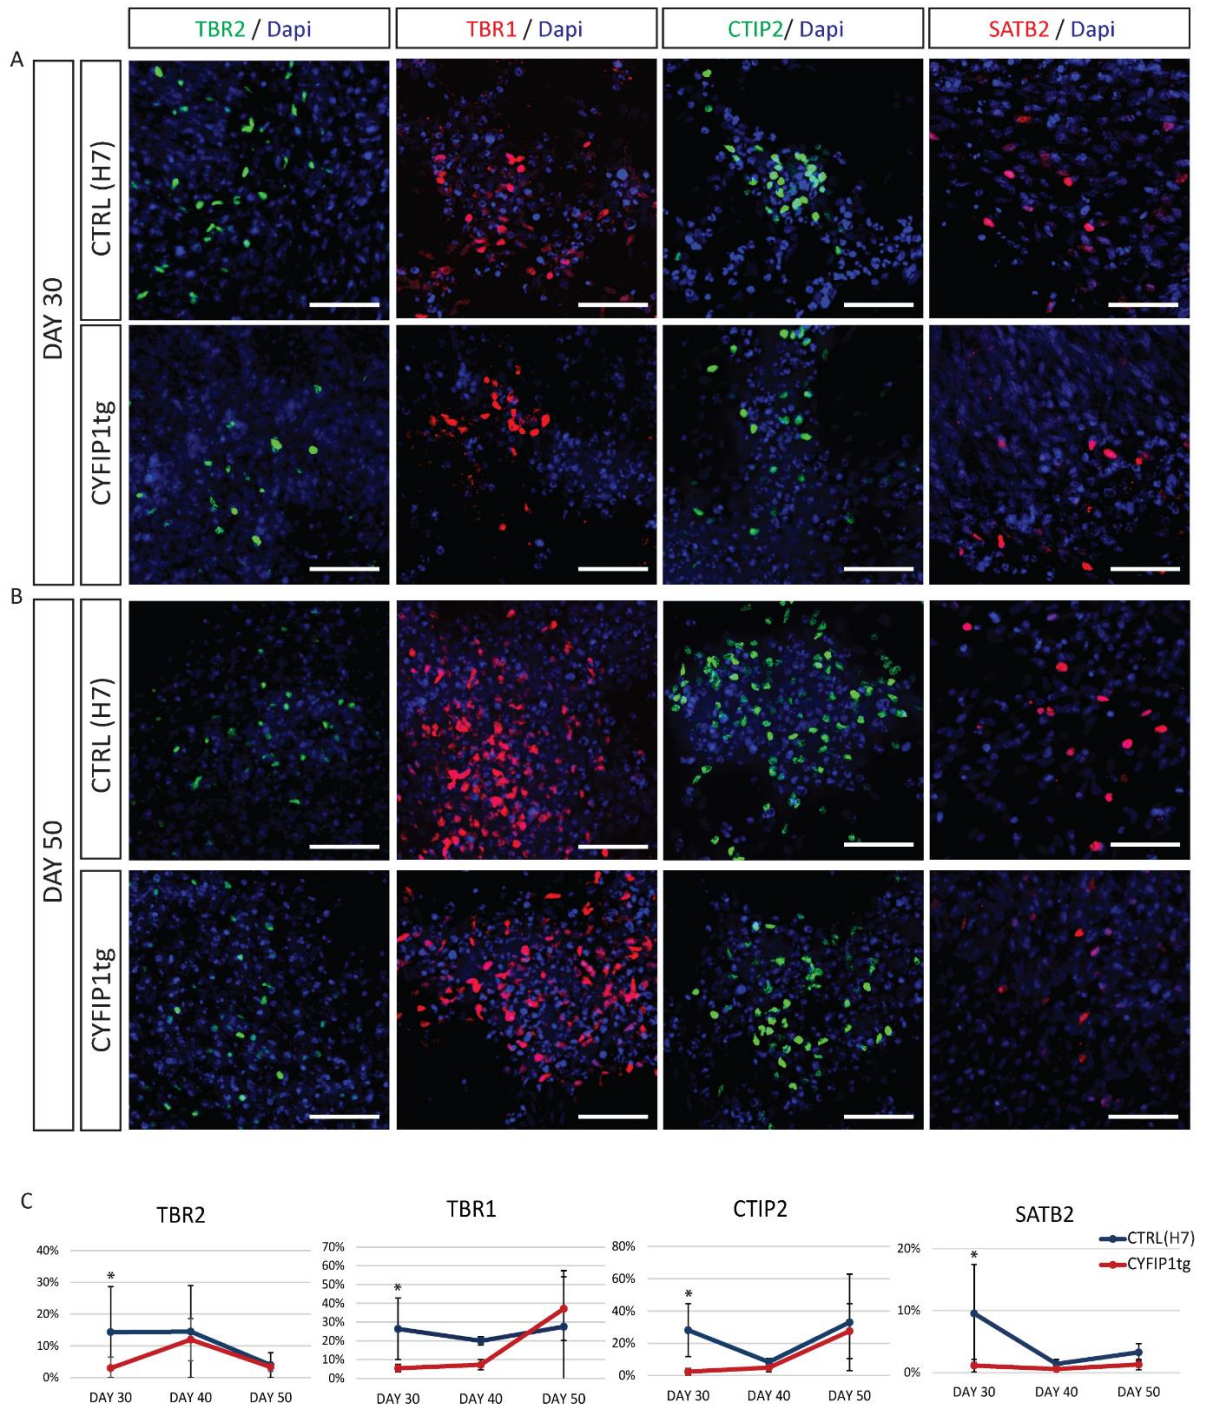 TBR2 / Dapi
TBR1 / Dapi
CTIP2/ Dapi
SATB2 / Dapi
A
DAY 30
CTRL (H7)
CYFIP1tg
B
DAY 50
CTRL (H7)
CYFIP1tg
C
TBR2
40%
30%
20%
10%
0%
*
DAY 30 DAY 40 DAY 50
TBR1
70%
60%
50%
40%
30%
20%
10%
0%
*
DAY 30 DAY 40 DAY 50
CTIP2
80%
60%
40%
20%
0%
*
DAY 30 DAY 40 DAY 50
SATB2
20%
10%
0%
*
DAY 30 DAY 40 DAY 50
CTRL(H7)
CYFIP1tg